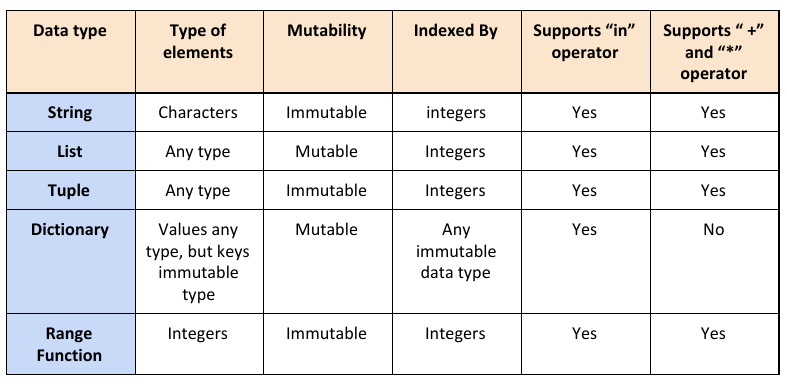 Data type Type of elements Mutability Indexed By Supports “in” operator Supports “ +” and “*” operator
String Characters Immutable integers Yes Yes
List Any type Mutable Integers Yes Yes
Tuple Any type Immutable Integers Yes Yes
Dictionary Values any type, but keys immutable type Mutable Any immutable data type Yes No
Range Function Integers Immutable Integers Yes Yes